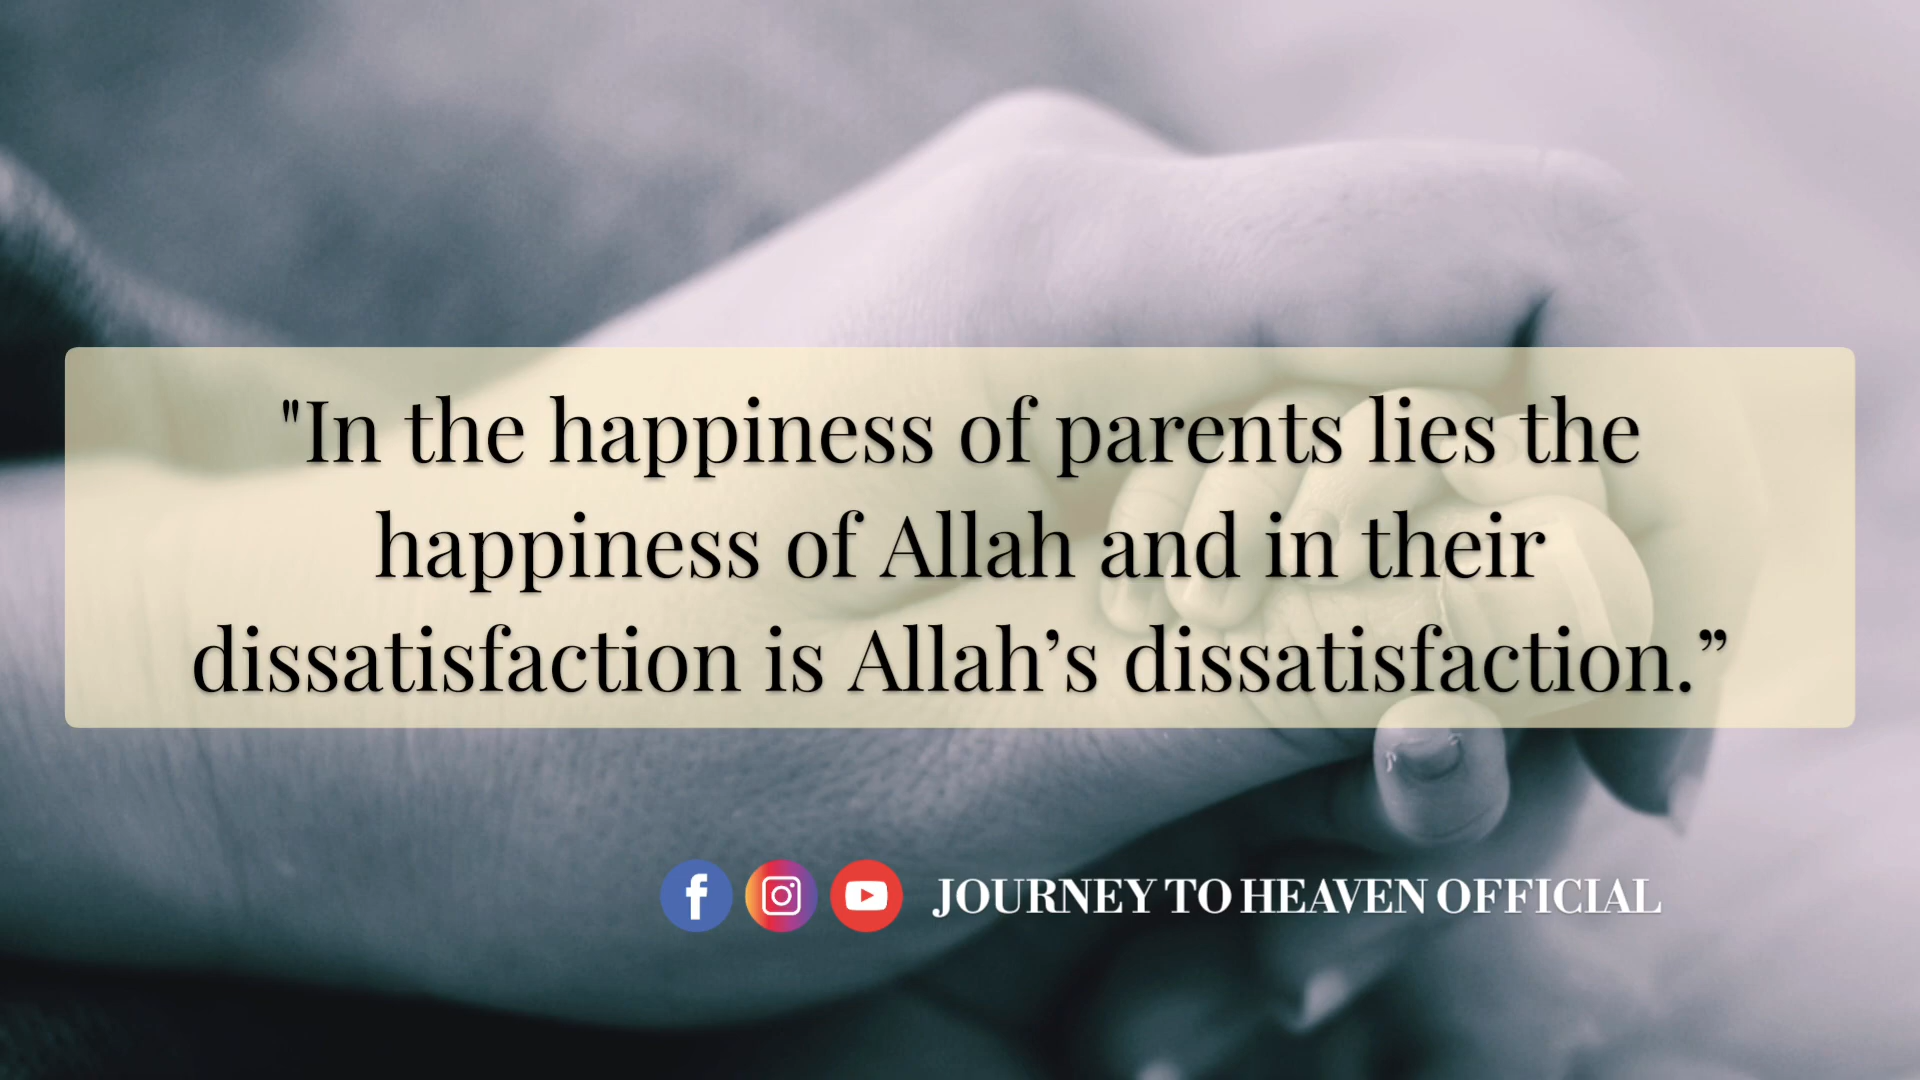 "In the happiness of parents lies the
happiness of Allah and in their
dissatisfaction is Allah’s dissatisfaction.”
JOURNEY TO HEAVEN OFFICIAL